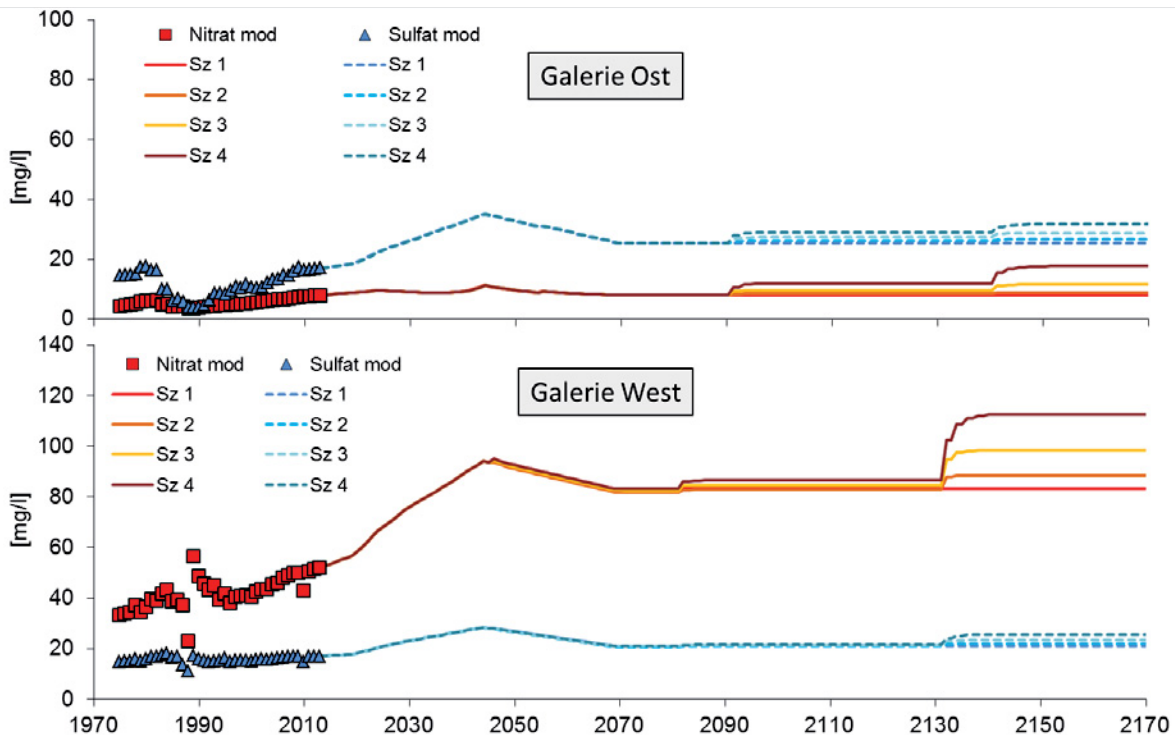 100
80
60
40
20
0
[mg/l]
Nitrat mod Sulfat mod
Sz 1 Sz 1
Sz 2 Sz 2
Sz 3 Sz 3
Sz 4 Sz 4
Galerie Ost
140
120
100
80
60
40
20
0
[mg/l]
Nitrat mod Sulfat mod
Sz 1 Sz 1
Sz 2 Sz 2
Sz 3 Sz 3
Sz 4 Sz 4
Galerie West
1970 1990 2010 2030 2050 2070 2090 2110 2130 2150 2170